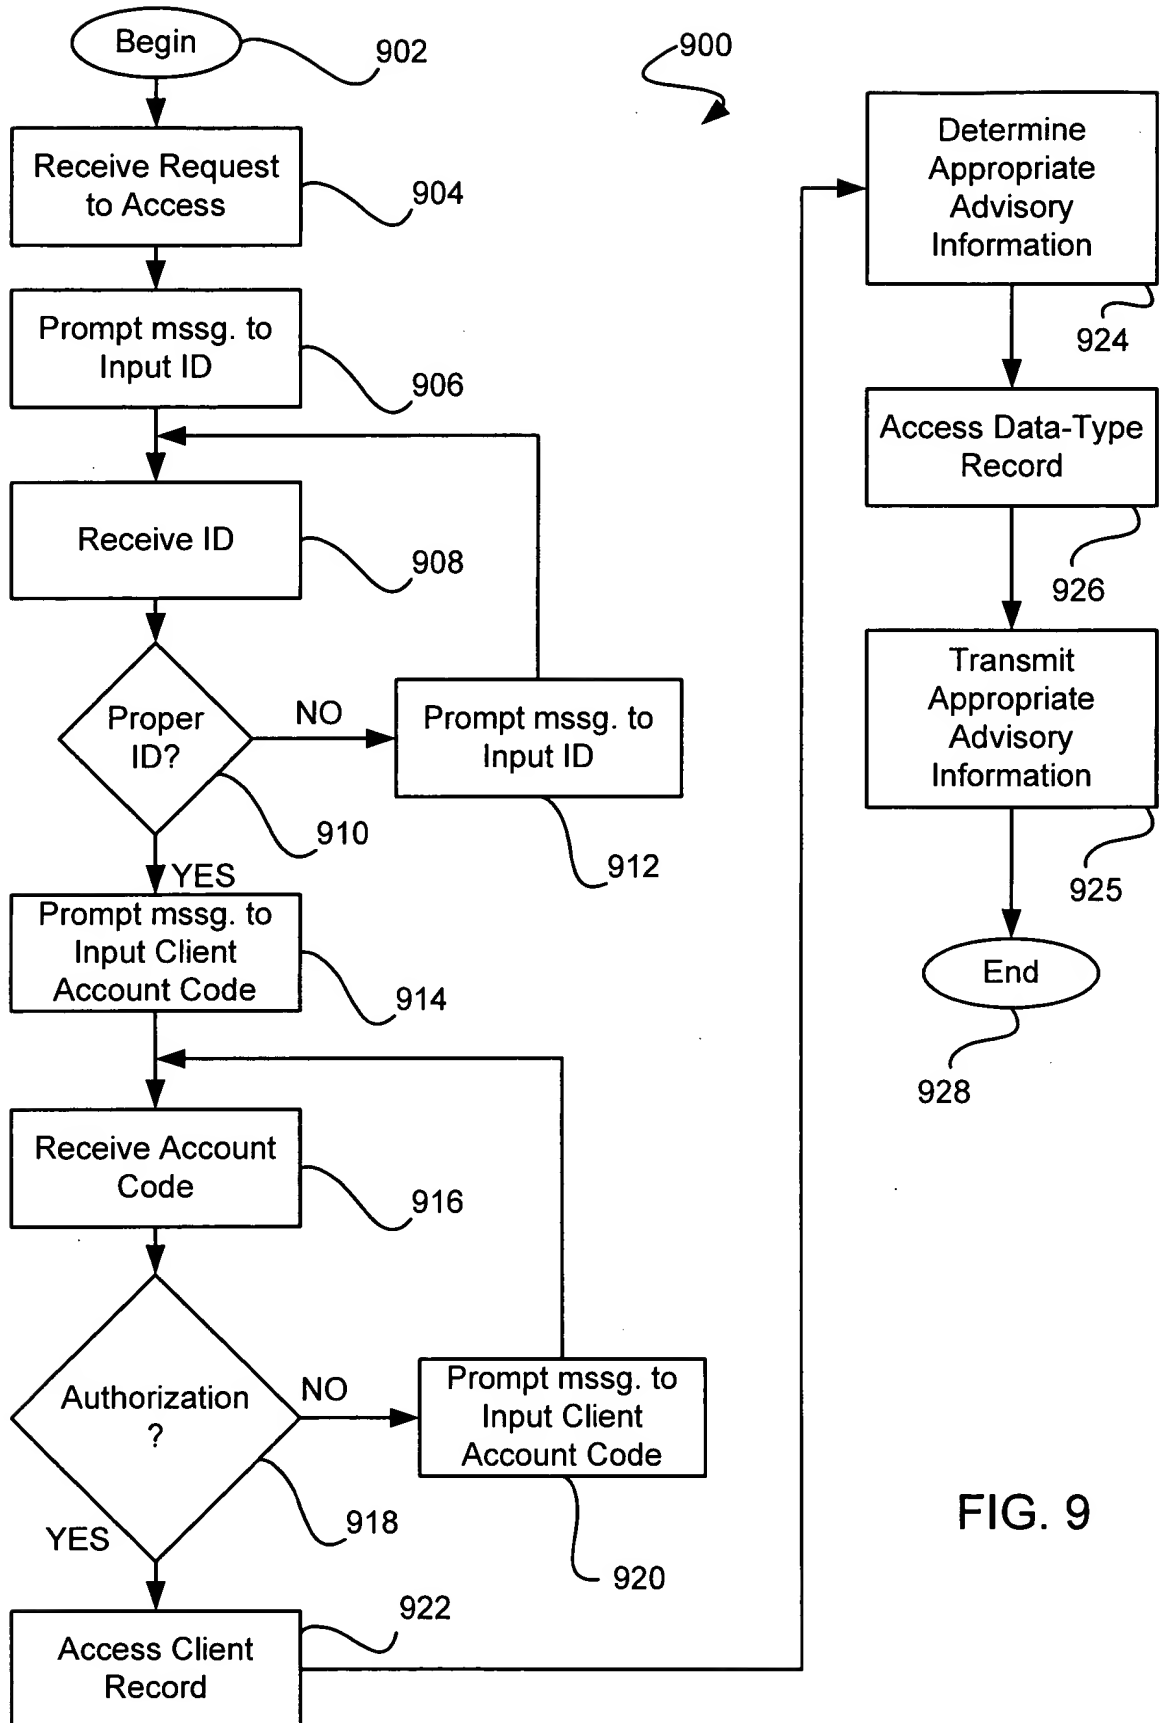 Begin
902
900
Receive Request
to Access
904
Prompt mssg. to
Input ID
906
Receive ID
908
Proper
ID?
NO
910
Prompt mssg. to
Input ID
912
YES
Prompt mssg. to
Input Client
Account Code
914
Receive Account
Code
916
Authorization
?
NO
918
Prompt mssg. to
Input Client
Account Code
920
YES
Access Client
Record
922
Determine
Appropriate
Advisory
Information
924
Access Data-Type
Record
926
Transmit
Appropriate
Advisory
Information
925
End
928
FIG. 9